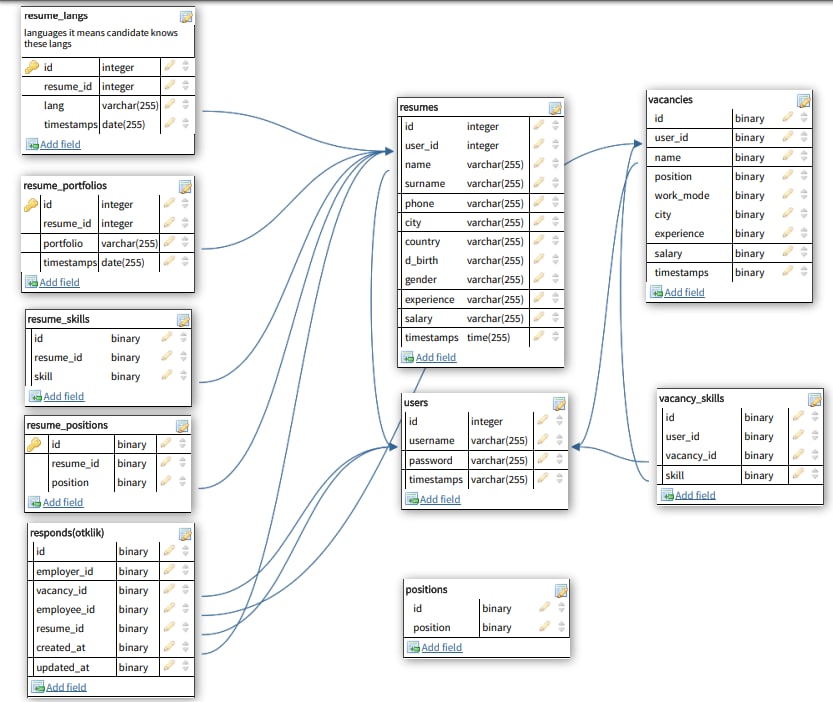 resume_langs
languages it means candidate knows
these langs
id integer
resume_id integer
lang varchar(255)
timestamps date(255)
Add field
resume_portfolios
id integer
resume_id integer
portfolio varchar(255)
timestamps date(255)
Add field
resume_skills
id binary
resume_id binary
skill binary
Add field
resume_positions
id binary
resume_id binary
position binary
Add field
responds(otklik)
id binary
employer_id binary
vacancy_id binary
employee_id binary
resume_id binary
created_at binary
updated_at binary
Add field
resumes
id integer
user_id integer
name varchar(255)
surname varchar(255)
phone varchar(255)
city varchar(255)
country varchar(255)
d_birth varchar(255)
gender varchar(255)
experience varchar(255)
salary varchar(255)
timestamps time(255)
Add field
users
id integer
username varchar(255)
password varchar(255)
timestamps varchar(255)
Add field
positions
id binary
position binary
Add field
vacancies
id binary
user_id binary
name binary
position binary
work_mode binary
city binary
experience binary
salary binary
timestamps binary
Add field
vacancy_skills
id binary
user_id binary
vacancy_id binary
skill binary
Add field